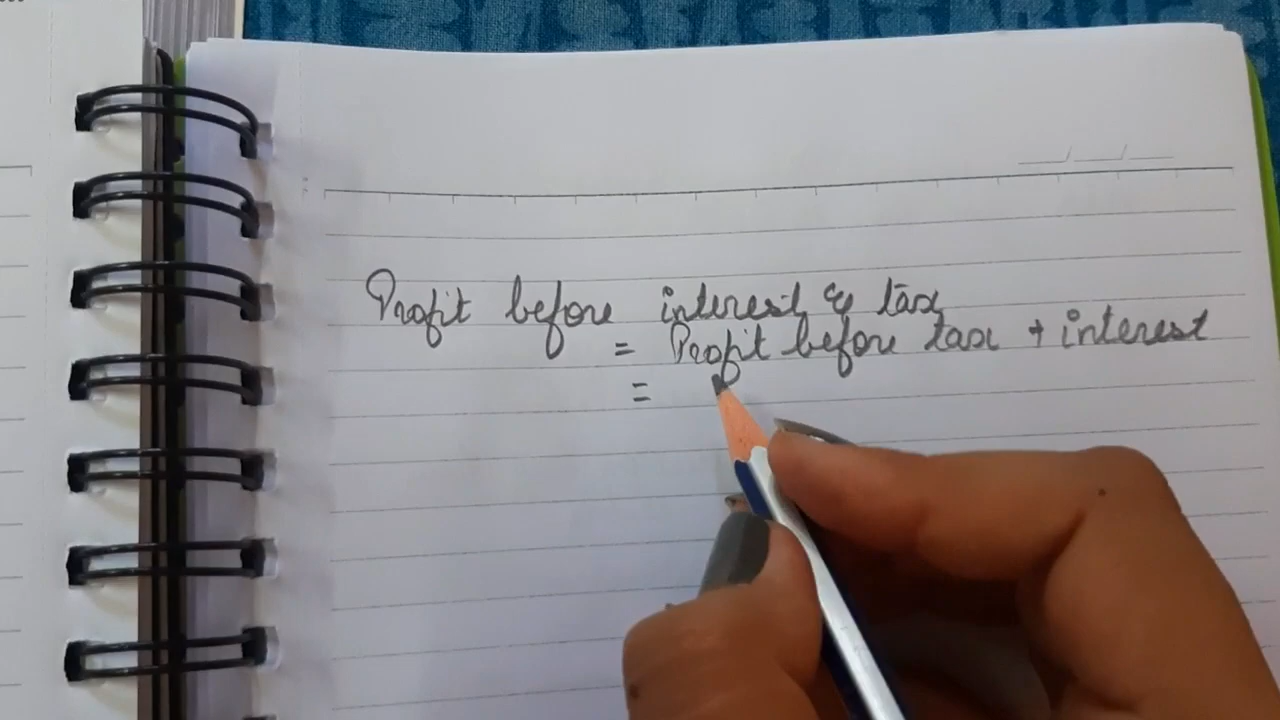 Profit before interest & tax
= Profit before tax + interest
=